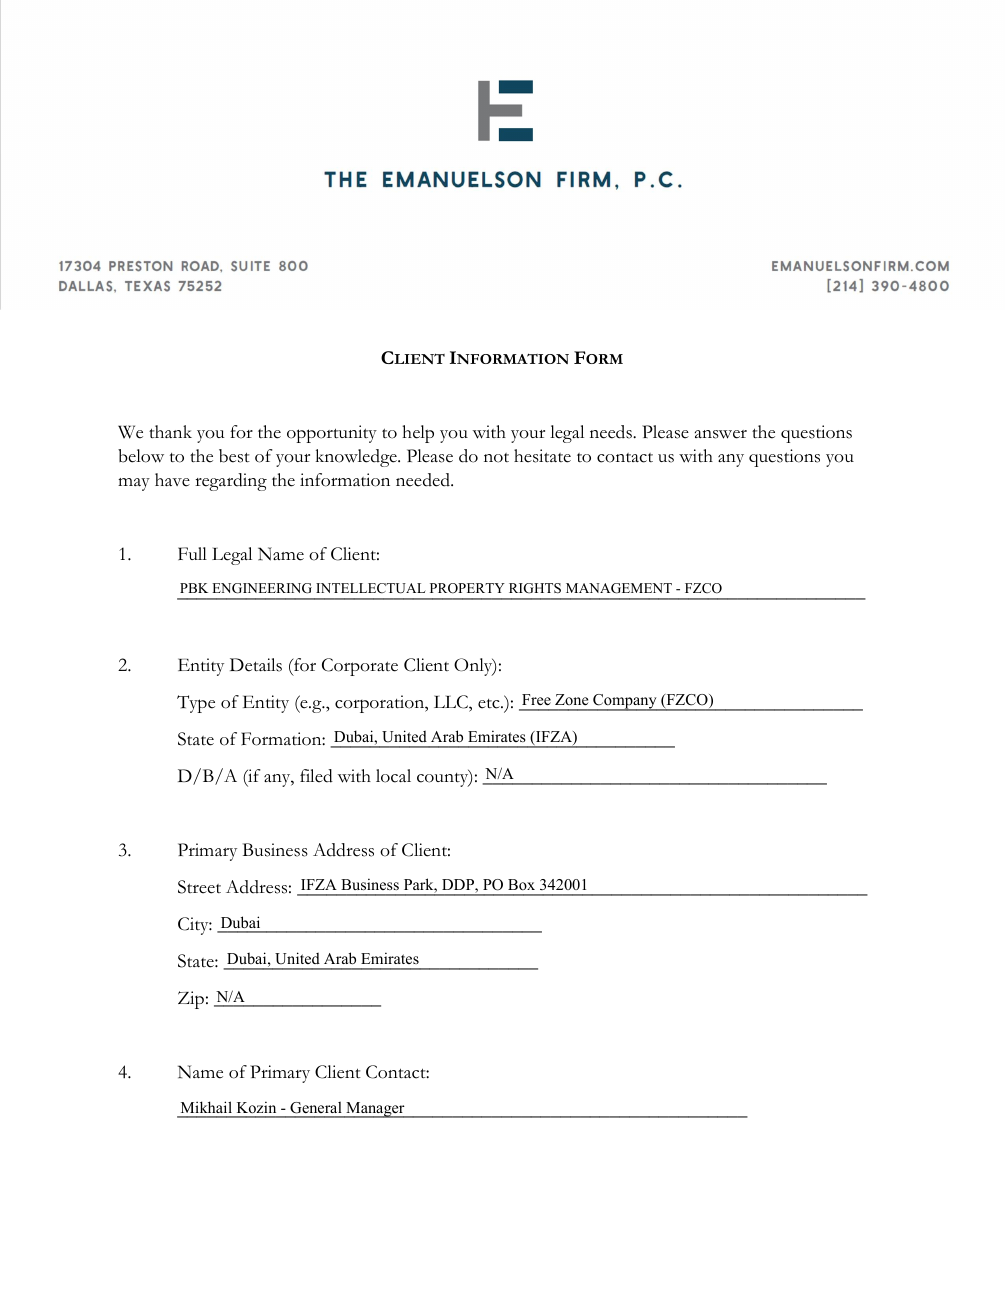 THE EMANUELSON FIRM, P.C.
17304 PRESTON ROAD, SUITE 800
DALLAS, TEXAS 75252
EMANUELSONFIRM.COM
[214] 390-4800
CLIENT INFORMATION FORM
We thank you for the opportunity to help you with your legal needs. Please answer the questions
below to the best of your knowledge. Please do not hesitate to contact us with any questions you
may have regarding the information needed.
1. Full Legal Name of Client:
PBK ENGINEERING INTELLECTUAL PROPERTY RIGHTS MANAGEMENT - FZCO
2. Entity Details (for Corporate Client Only):
Type of Entity (e.g., corporation, LLC, etc.): Free Zone Company (FZCO)
State of Formation: Dubai, United Arab Emirates (IFZA)
D/B/A (if any, filed with local county): N/A
3. Primary Business Address of Client:
Street Address: IFZA Business Park, DDP, PO Box 342001
City: Dubai
State: Dubai, United Arab Emirates
Zip: N/A
4. Name of Primary Client Contact:
Mikhail Kozin - General Manager